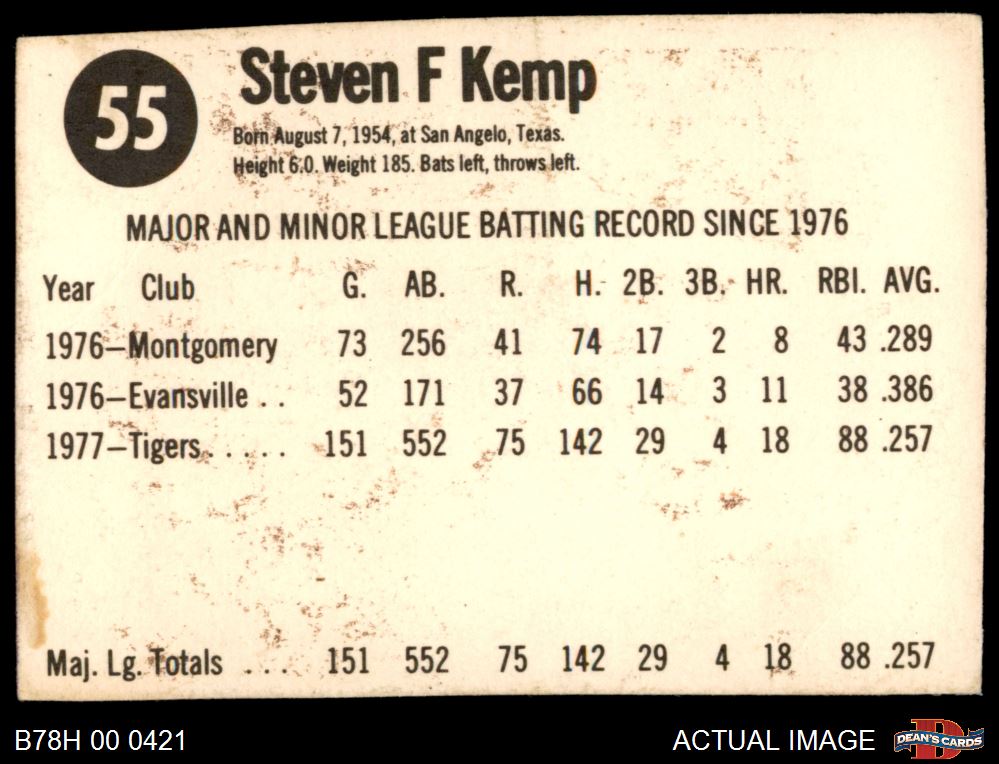 55
Steven F Kemp
Born August 7, 1954, at San Angelo, Texas.
Height 6.0. Weight 185. Bats left, throws left.
MAJOR AND MINOR LEAGUE BATTING RECORD SINCE 1976
Year Club G. AB. R. H. 2B. 3B. HR. RBI. AVG.
1976—Montgomery 73 256 41 74 17 2 8 43 .289
1976—Evansville . . 52 171 37 66 14 3 11 38 .386
1977—Tigers. . . . . 151 552 75 142 29 4 18 88 .257
Maj. Lg. Totals . . . 151 552 75 142 29 4 18 88 .257
B78H 00 0421 ACTUAL IMAGE D DEAN'S CARDS